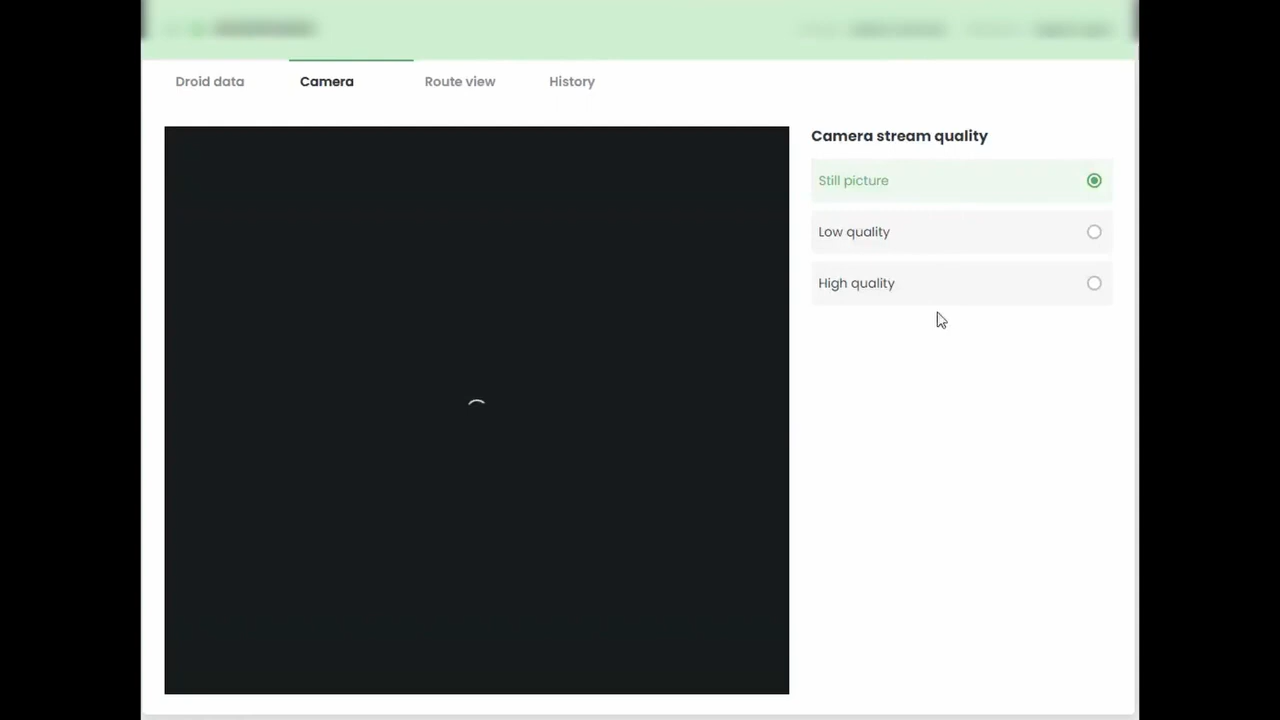 Droid data
Camera
Route view
History
Camera stream quality
Still picture
Low quality
High quality